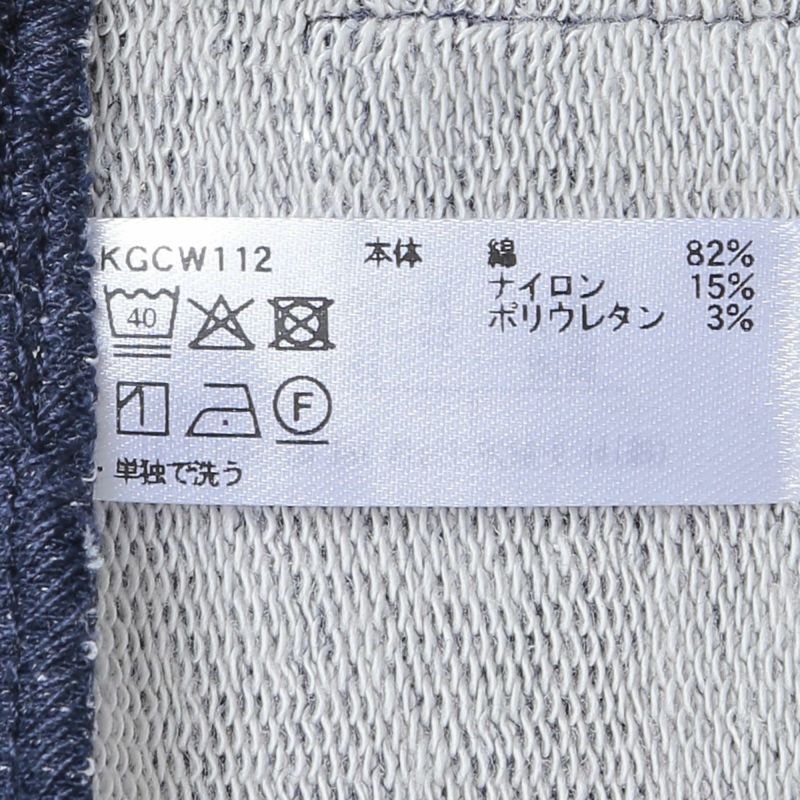 KGCW112 本体 綿 82%
ナイロン 15%
ポリウレタン 3%
40
F
・単独で洗う